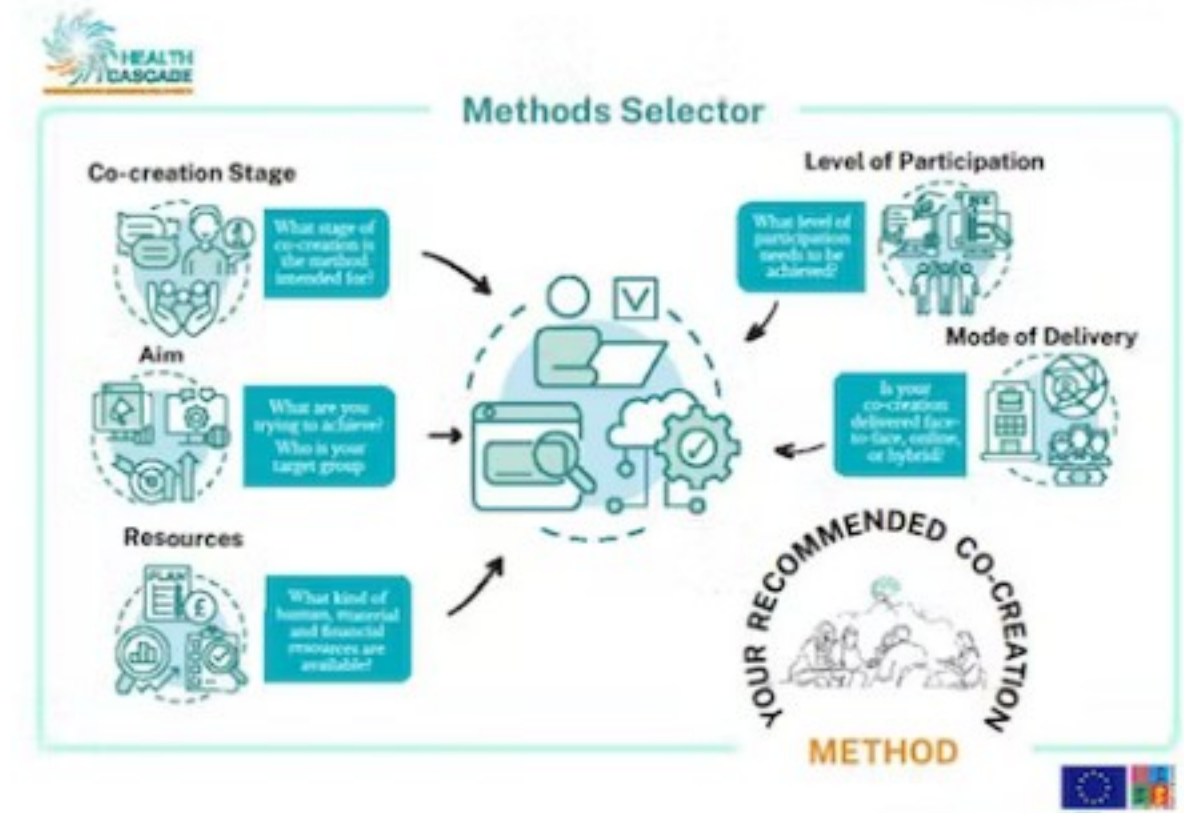 HEALTH
CASCADE
Methods Selector
Co-creation Stage
What stage of
co-creation is
the method
intended for?
Aim
What are you
trying to achieve?
Who is your
target group
Resources
PLAN
£
What kind of
human, material
and financial
resources are
available?
Level of Participation
What level of
participation
needs to be
achieved?
Mode of Delivery
Is your
co-creation
delivered face-
to-face, online,
or hybrid?
YOUR RECOMMENDED CO-CREATION
METHOD